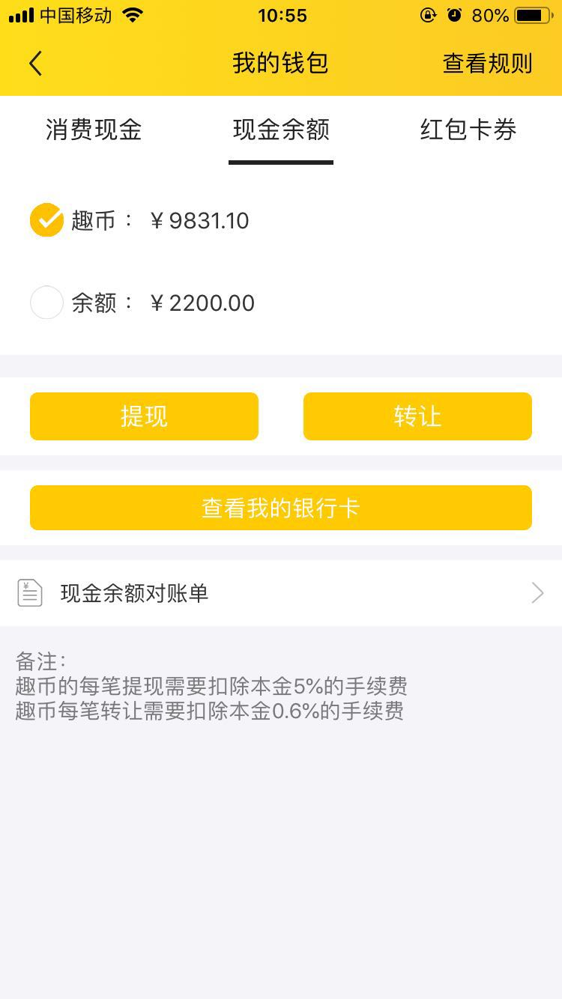 中国移动 10:55 80%
我的钱包 查看规则
消费现金 现金余额 红包卡券
趣币： ￥9831.10
余额： ￥2200.00
提现 转让
查看我的银行卡
现金余额对账单
备注：
趣币的每笔提现需要扣除本金5%的手续费
趣币每笔转让需要扣除本金0.6%的手续费